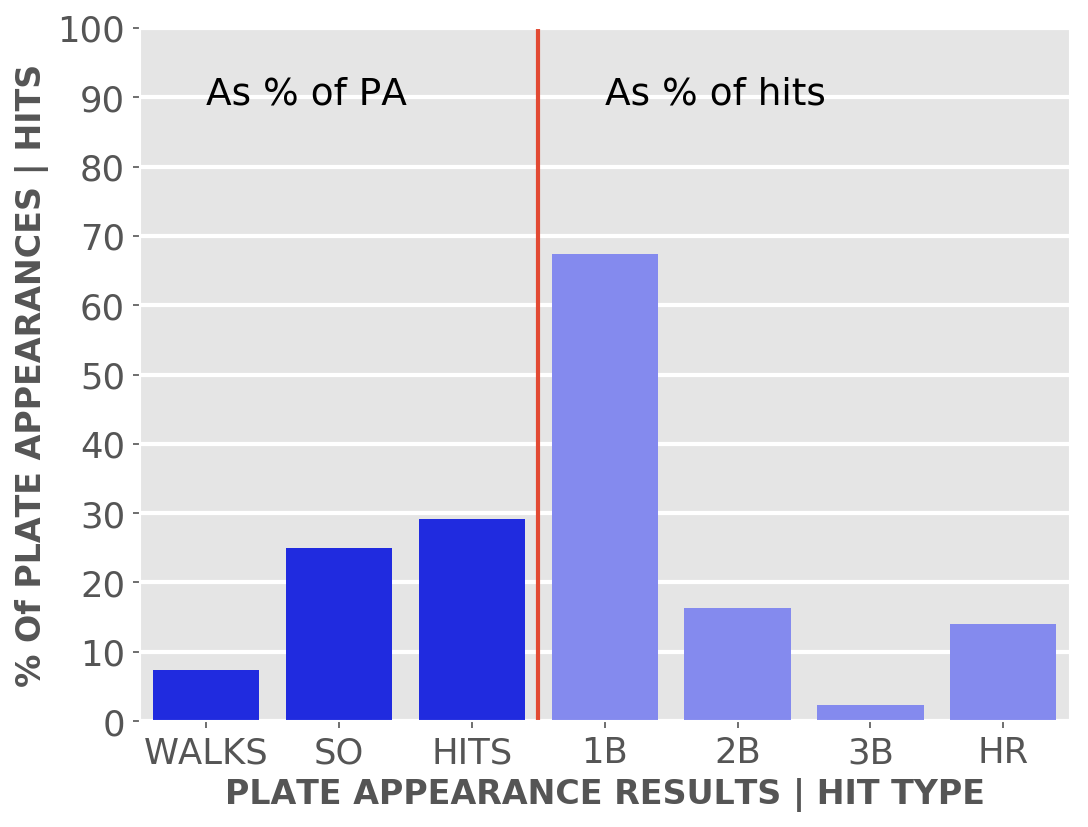 % Of PLATE APPEARANCES | HITS
100
90
80
70
60
50
40
30
20
10
0
As % of PA
As % of hits
WALKS SO HITS 1B 2B 3B HR
PLATE APPEARANCE RESULTS | HIT TYPE